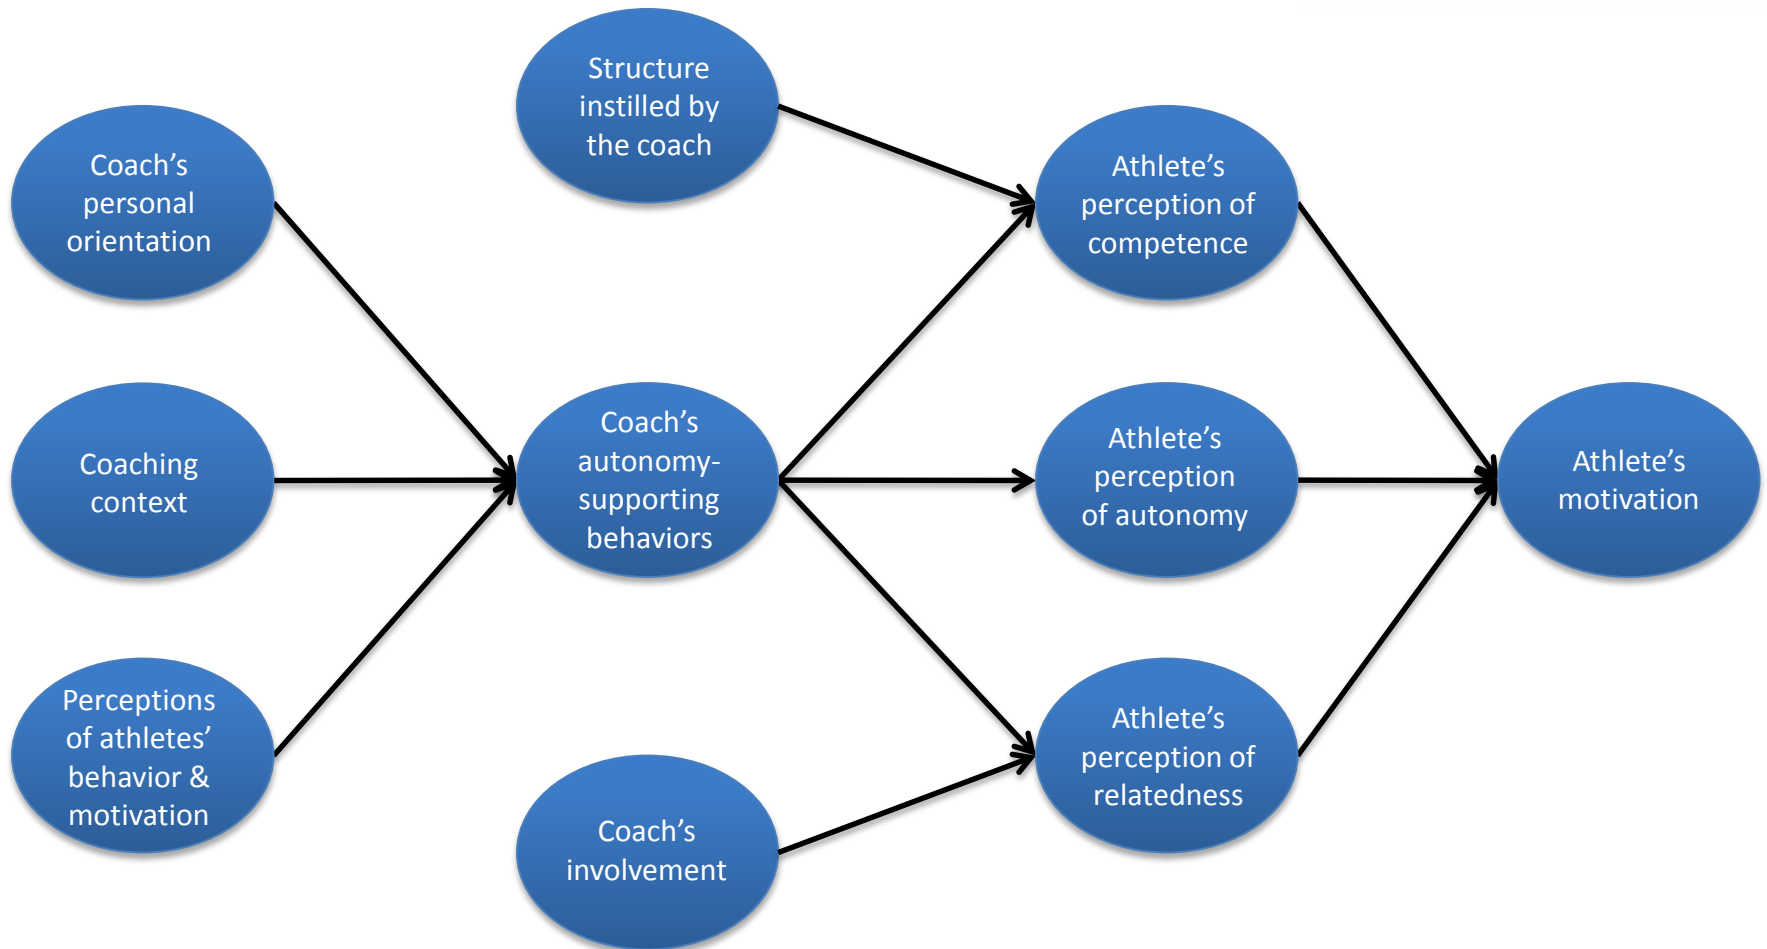 Coach’s
personal
orientation
Coaching
context
Perceptions
of athletes’
behavior &
motivation
Structure
instilled by
the coach
Coach’s
autonomy-
supporting
behaviors
Coach’s
involvement
Athlete’s
perception of
competence
Athlete’s
perception
of autonomy
Athlete’s
perception of
relatedness
Athlete’s
motivation